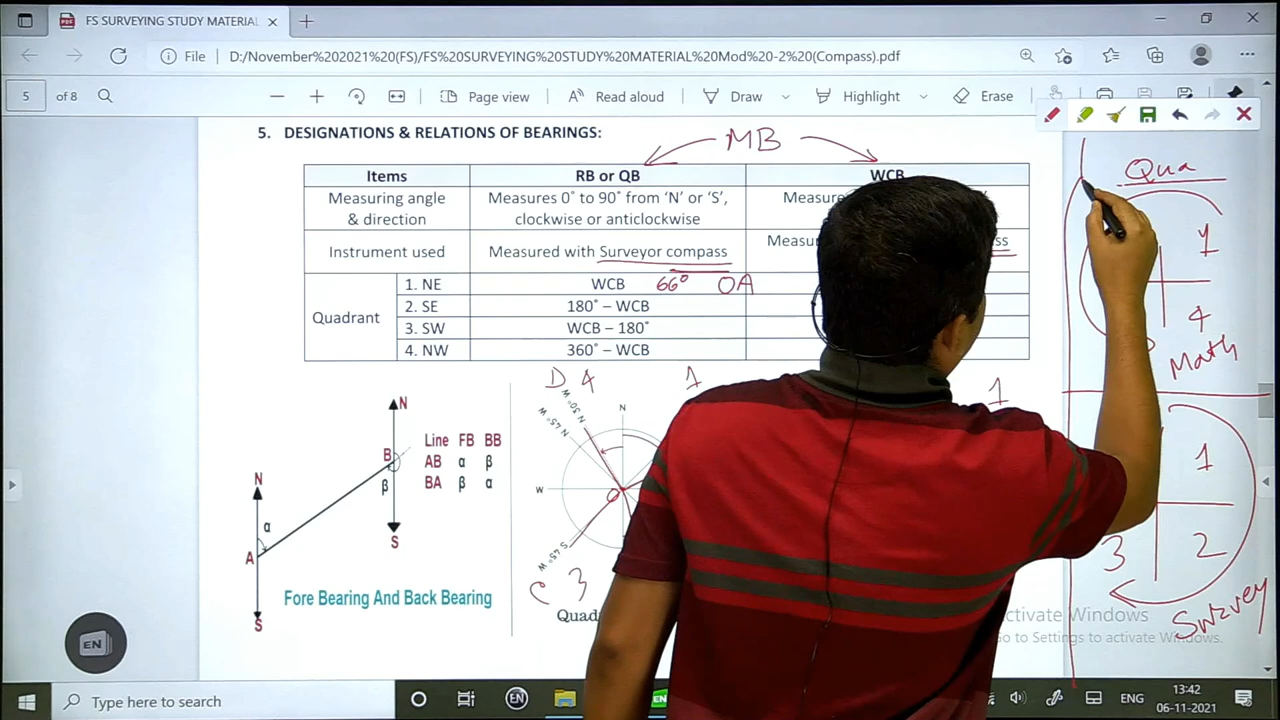 FS SURVEYING STUDY MATERIAL
File
D:/November%202021%20(FS)/FS%20SURVEYING%20STUDY%20MATERIAL%20Mod%20-2%20(Compass).pdf
5 of 8
Page view
Read aloud
Draw
Highlight
Erase
5. DESIGNATIONS & RELATIONS OF BEARINGS:
MB
Items RB or QB WCB
Measuring angle & direction
Measures 0˚ to 90˚ from ‘N’ or ‘S’,
clockwise or anticlockwise
Instrument used Measured with Surveyor compass
Quadrant
1. NE WCB 66° OA
2. SE 180˚ – WCB
3. SW WCB – 180˚
4. NW 360˚ – WCB
Qua
1
4
Math
1
3 2
Survey
D 4 1 1
N
B
β
N
α
A
S
S
Line FB BB
AB α β
BA β α
Fore Bearing And Back Bearing
N 30° W
N 45° W
N
W
O
S 45° W
C 3
Activate Windows
Go to Settings to activate Windows.
EN
Type here to search
EN
ENG
13:42
06-11-2021